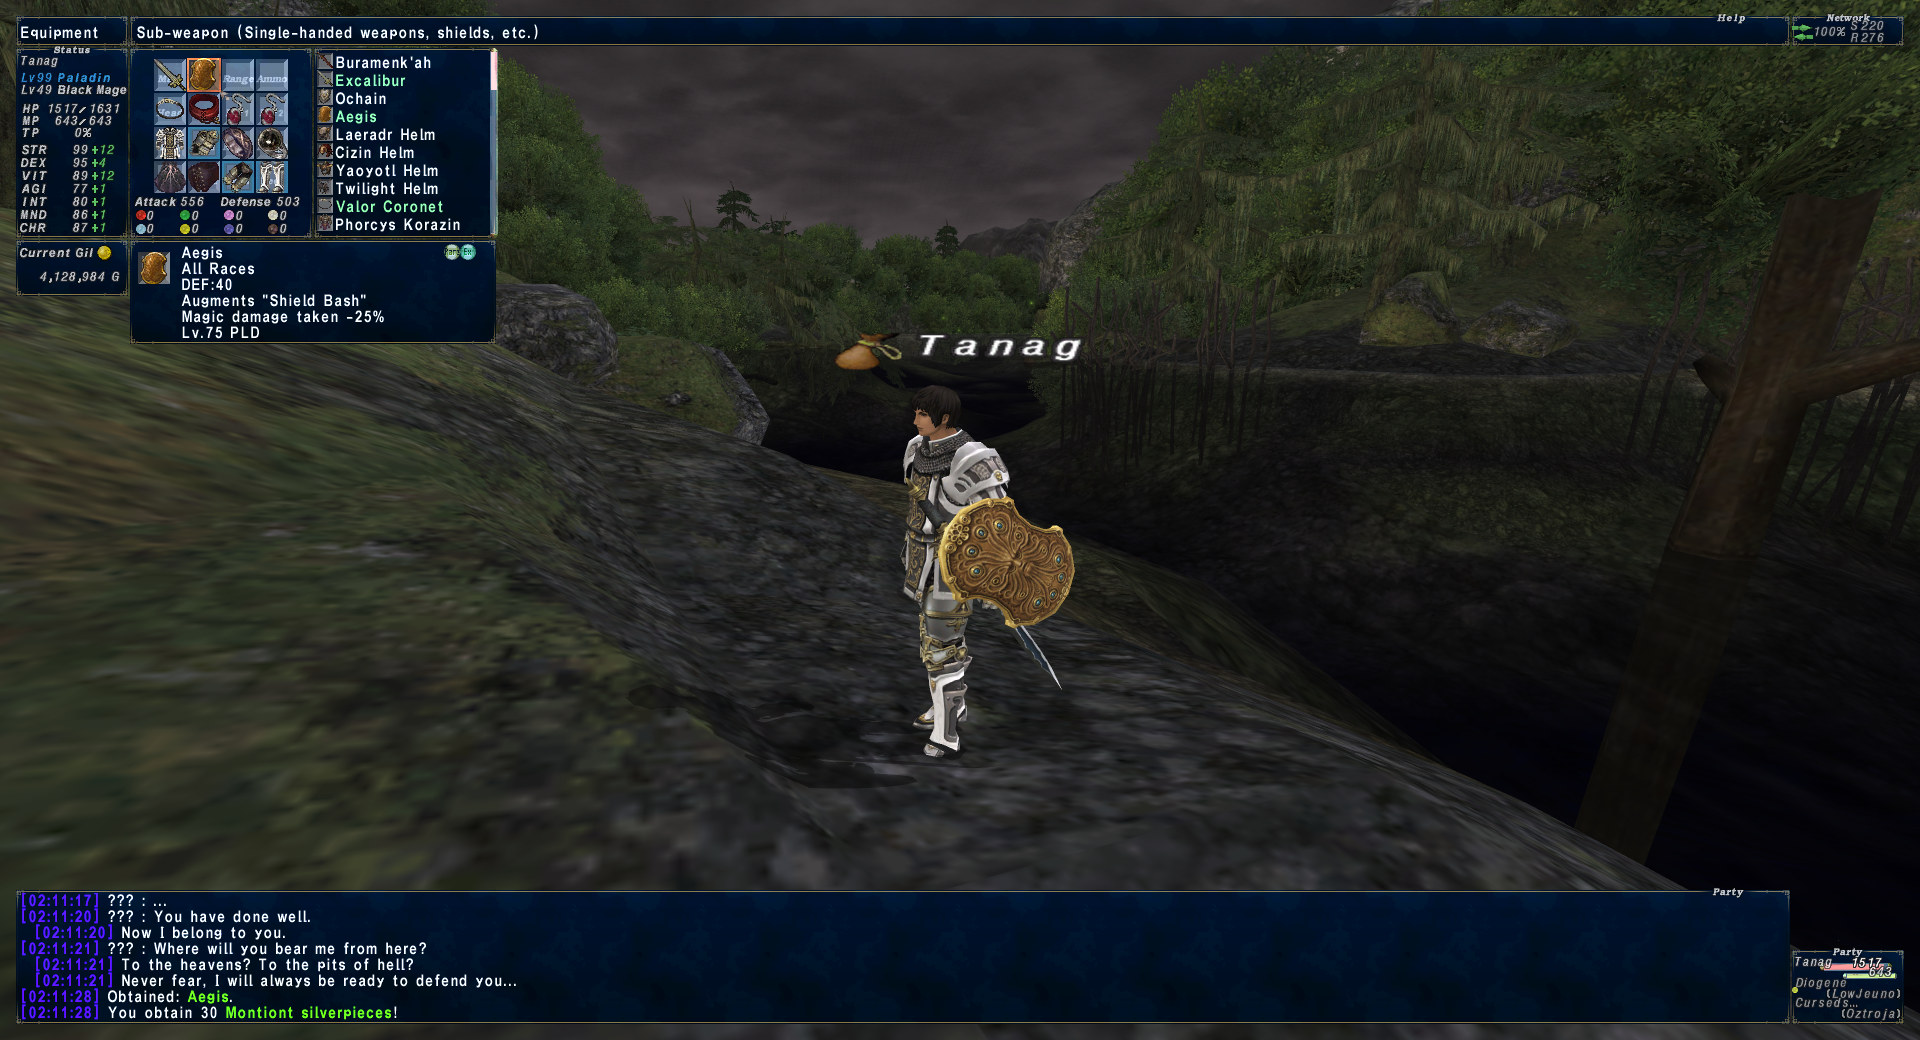 Equipment
Sub-weapon (Single-handed weapons, shields, etc.)
Help
Network
100%
S 220
R 276
Status
Tanag
Lv99 Paladin
Lv49 Black Mage
HP 1517/1631
MP 643/643
TP 0%
STR 99+12
DEX 95+4
VIT 89+12
AGI 77+1
INT 80+1
MND 86+1
CHR 87+1
Range Ammo
Attack 556 Defense 503
0 0 0 0
0 0 0 0
Buramenk'ah
Excalibur
Ochain
Aegis
Laeradr Helm
Cizin Helm
Yaoyotl Helm
Twilight Helm
Valor Coronet
Phorcys Korazin
Current Gil
4,128,984 G
Aegis
All Races
DEF:40
Augments "Shield Bash"
Magic damage taken -25%
Lv.75 PLD
Tanag
Party
[02:11:17] ??? : ...
[02:11:20] ??? : You have done well.
[02:11:20] Now I belong to you.
[02:11:21] ??? : Where will you bear me from here?
[02:11:21] To the heavens? To the pits of hell?
[02:11:21] Never fear, I will always be ready to defend you...
[02:11:28] Obtained: Aegis.
[02:11:28] You obtain 30 Montiont silverpieces!
Party
Tanag 1517
643
Diogene
(LowJeuno)
Curseds...
(Oztroja)